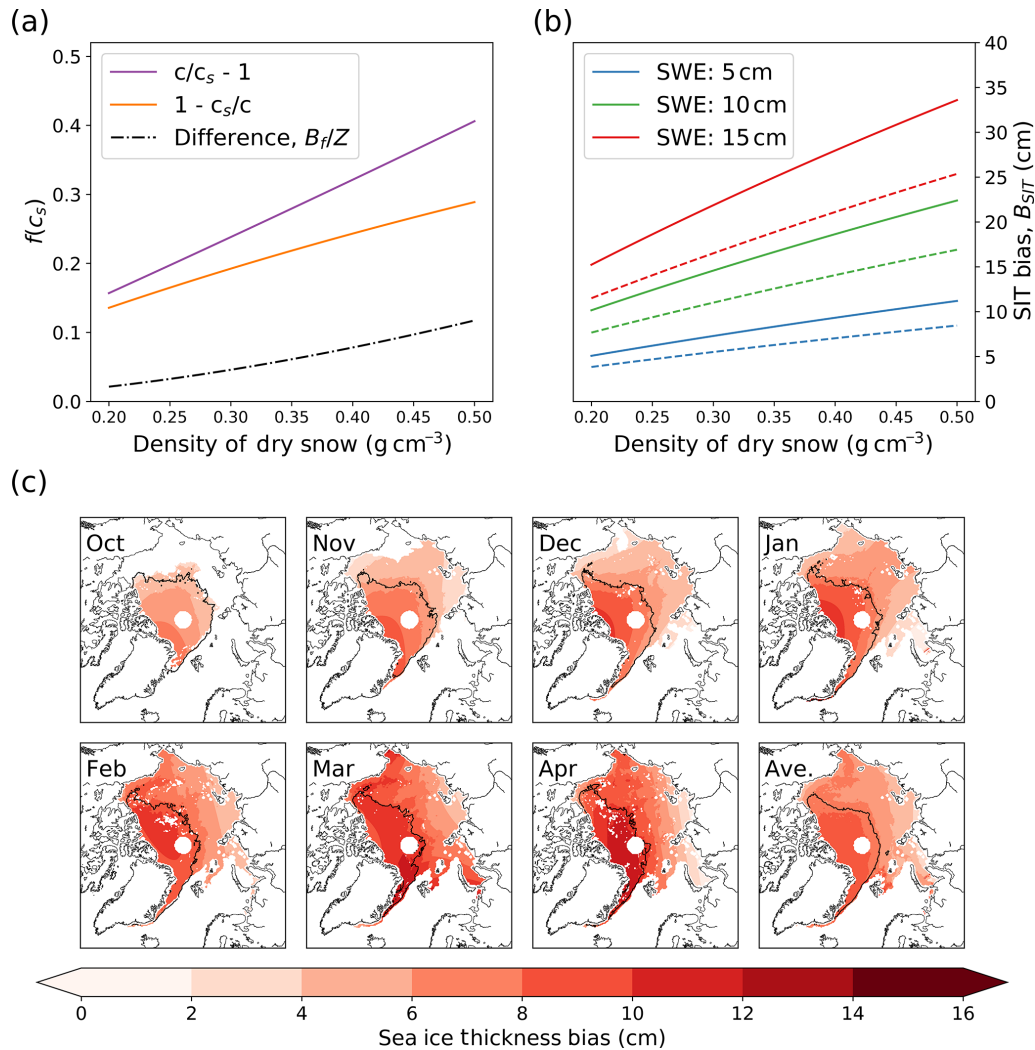 (a)
(b)
0.5
0.4
0.3
0.2
0.1
0.0
f(cₛ)
c/cₛ - 1
1 - cₛ/c
Difference, B_f/Z
0.20 0.25 0.30 0.35 0.40 0.45 0.50
Density of dry snow (g cm⁻³)
SWE: 5 cm
SWE: 10 cm
SWE: 15 cm
40
35
30
25
20
15
10
5
0
SIT bias, B_SIT (cm)
0.20 0.25 0.30 0.35 0.40 0.45 0.50
Density of dry snow (g cm⁻³)
(c)
Oct Nov Dec Jan
Feb Mar Apr Ave.
0 2 4 6 8 10 12 14 16
Sea ice thickness bias (cm)